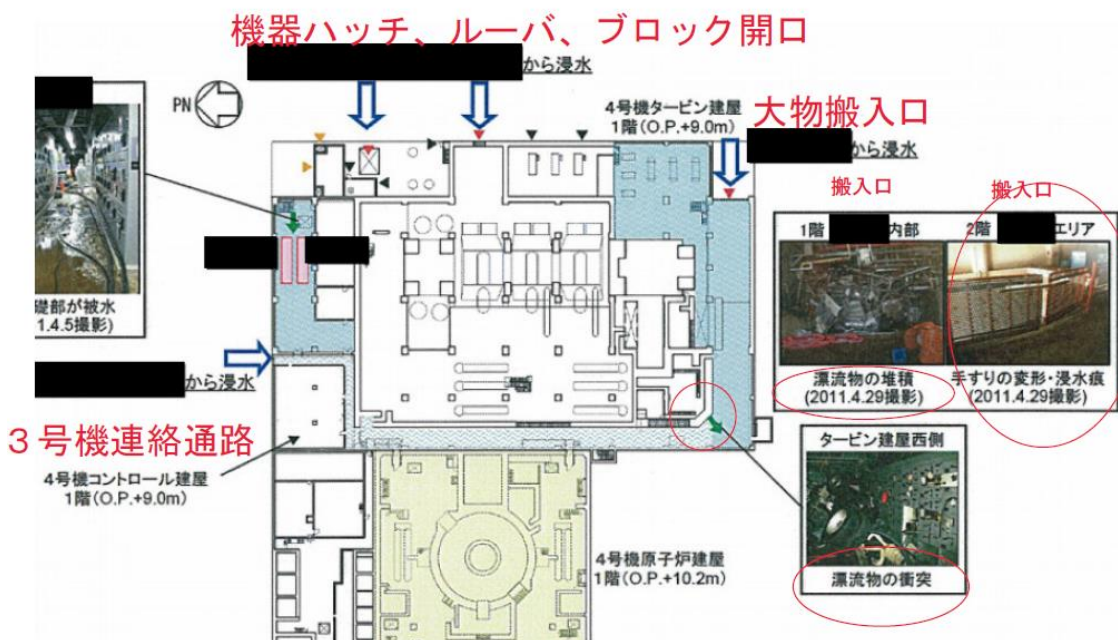 機器ハッチ、ルーバ、ブロック開口
から浸水
PN
4号機タービン建屋
1階(O.P.+9.0m)
大物搬入口
から浸水
搬入口
搬入口
1階
内部
2階
エリア
礎部が被水
1.4.5撮影)
漂流物の堆積
(2011.4.29撮影)
手すりの変形・浸水痕
(2011.4.29撮影)
から浸水
3号機連絡通路
4号機コントロール建屋
1階(O.P.+9.0m)
タービン建屋西側
漂流物の衝突
4号機原子炉建屋
1階(O.P.+10.2m)